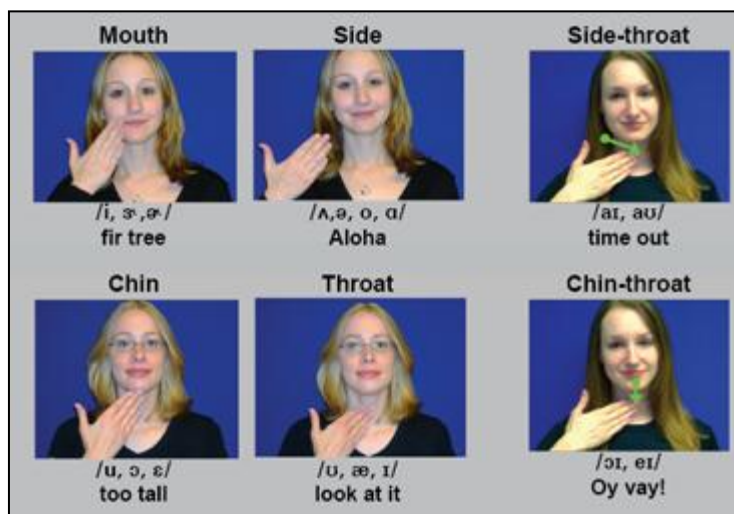 Mouth
/i, ɝ ,ɚ/
fir tree
Side
/ʌ,ə, o, ɑ/
Aloha
Side-throat
/aɪ, aʊ/
time out
Chin
/u, ɔ, ɛ/
too tall
Throat
/ʊ, æ, ɪ/
look at it
Chin-throat
/ɔɪ, eɪ/
Oy vay!